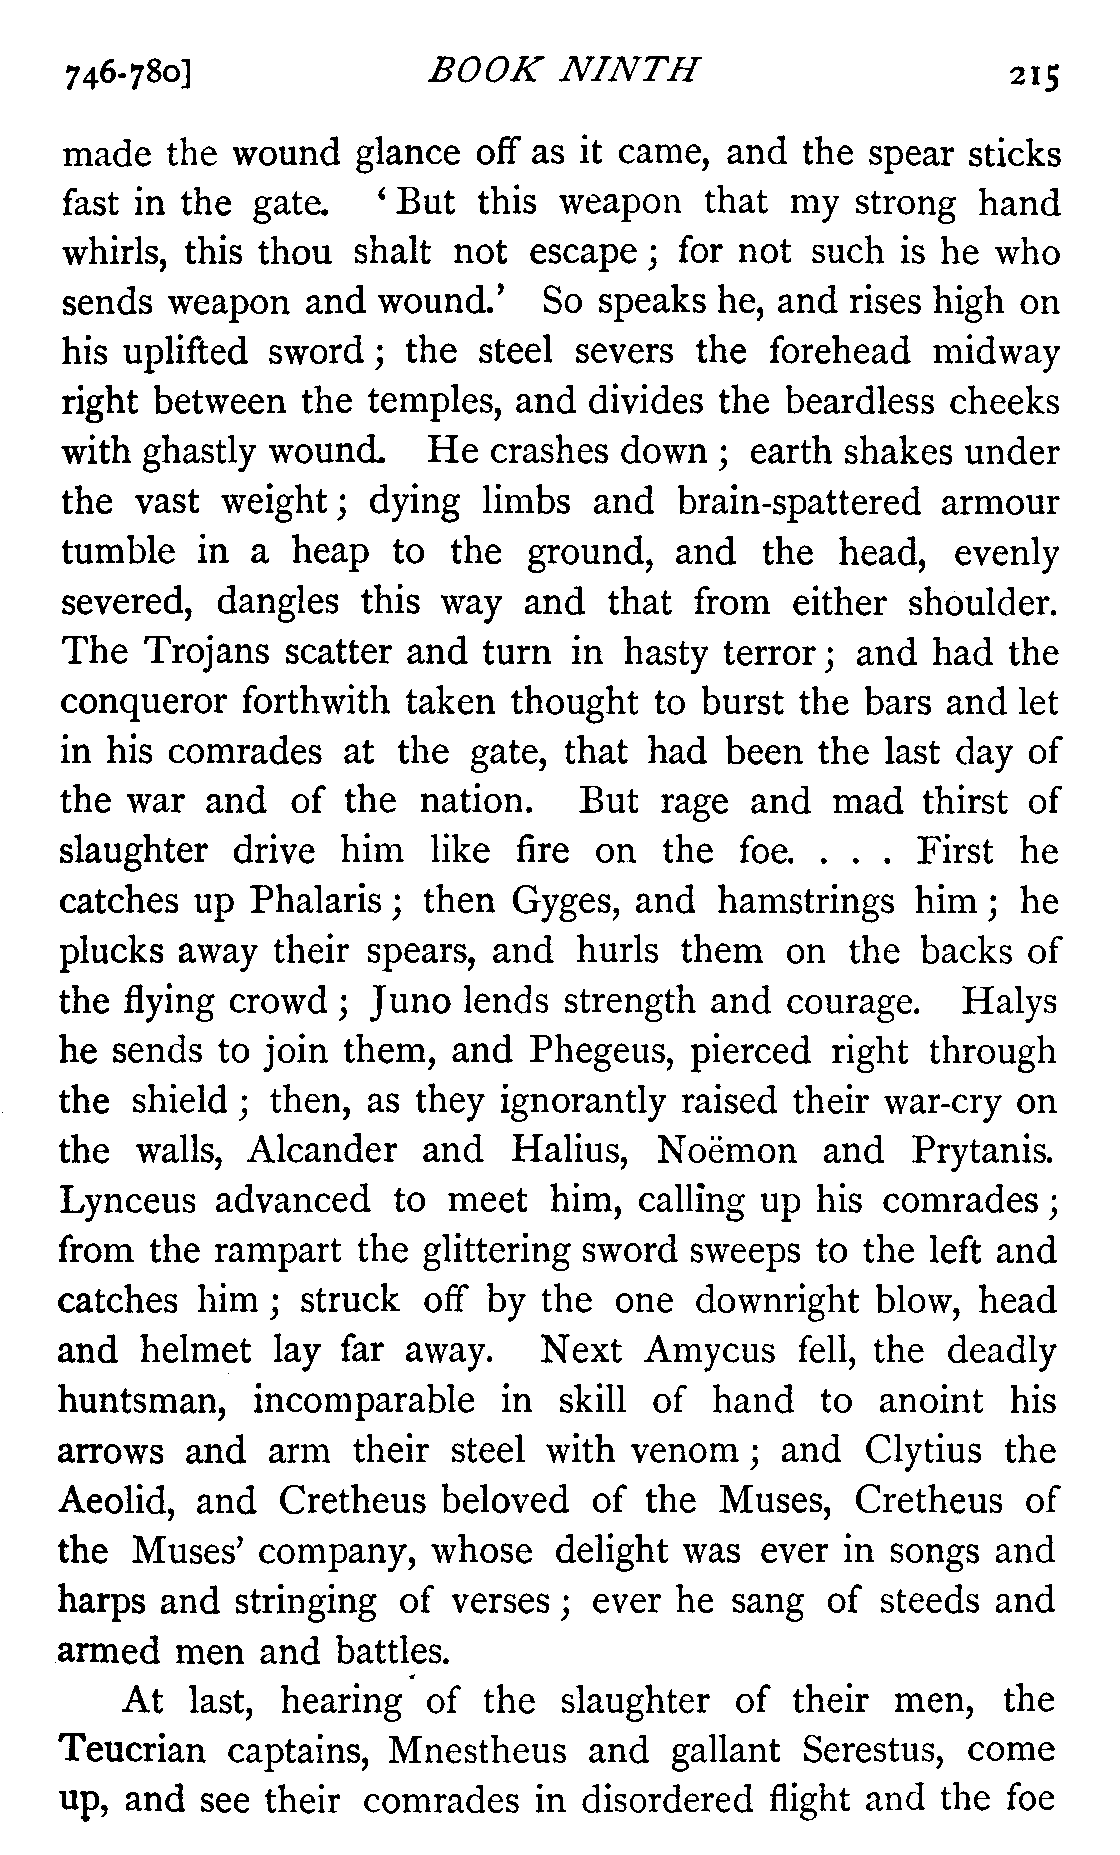 746-780] BOOK NINTH 215
made the wound glance off as it came, and the spear sticks
fast in the gate. ‘But this weapon that my strong hand
whirls, this thou shalt not escape; for not such is he who
sends weapon and wound.’ So speaks he, and rises high on
his uplifted sword; the steel severs the forehead midway
right between the temples, and divides the beardless cheeks
with ghastly wound. He crashes down; earth shakes under
the vast weight; dying limbs and brain-spattered armour
tumble in a heap to the ground, and the head, evenly
severed, dangles this way and that from either shoulder.
The Trojans scatter and turn in hasty terror; and had the
conqueror forthwith taken thought to burst the bars and let
in his comrades at the gate, that had been the last day of
the war and of the nation. But rage and mad thirst of
slaughter drive him like fire on the foe. . . . First he
catches up Phalaris; then Gyges, and hamstrings him; he
plucks away their spears, and hurls them on the backs of
the flying crowd; Juno lends strength and courage. Halys
he sends to join them, and Phegeus, pierced right through
the shield; then, as they ignorantly raised their war-cry on
the walls, Alcander and Halius, Noëmon and Prytanis.
Lynceus advanced to meet him, calling up his comrades;
from the rampart the glittering sword sweeps to the left and
catches him; struck off by the one downright blow, head
and helmet lay far away. Next Amycus fell, the deadly
huntsman, incomparable in skill of hand to anoint his
arrows and arm their steel with venom; and Clytius the
Aeolid, and Cretheus beloved of the Muses, Cretheus of
the Muses’ company, whose delight was ever in songs and
harps and stringing of verses; ever he sang of steeds and
armed men and battles.
At last, hearing of the slaughter of their men, the
Teucrian captains, Mnestheus and gallant Serestus, come
up, and see their comrades in disordered flight and the foe